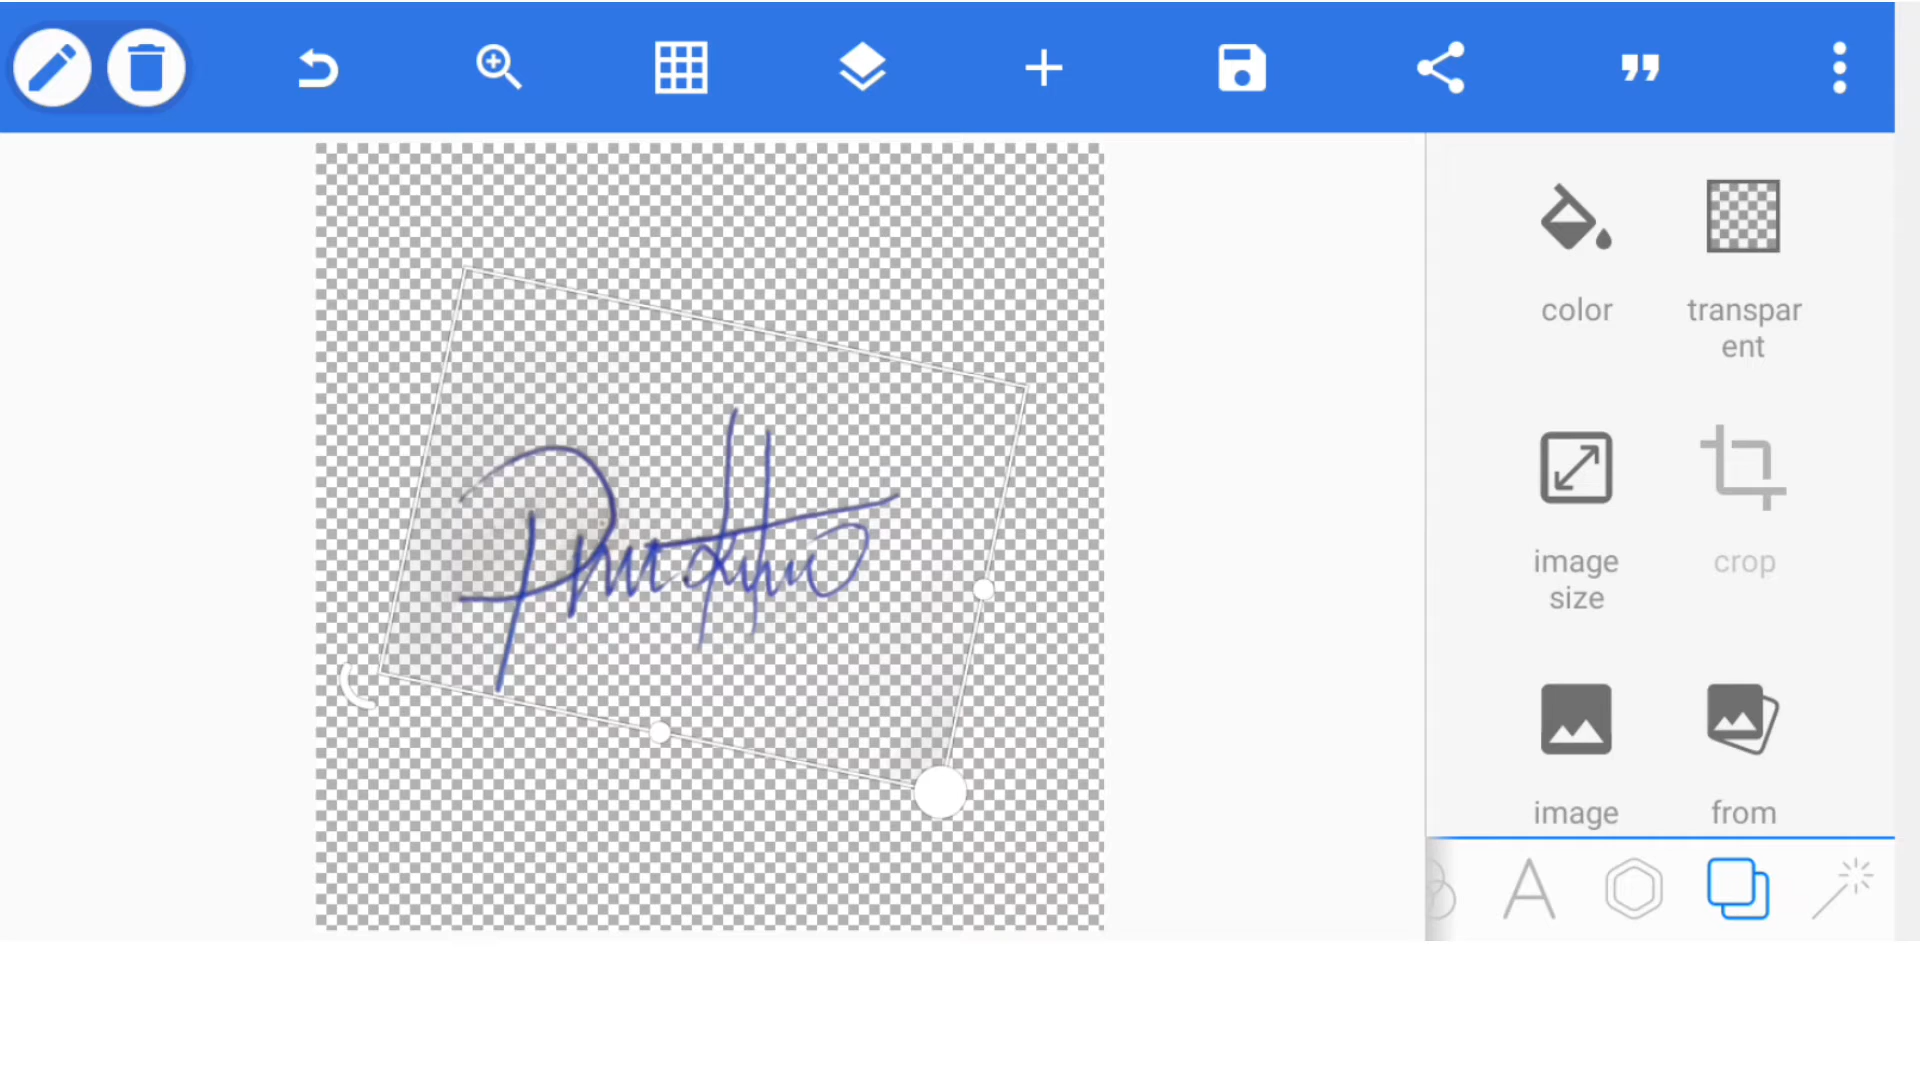 color
transpar
ent
image
size
crop
image
from